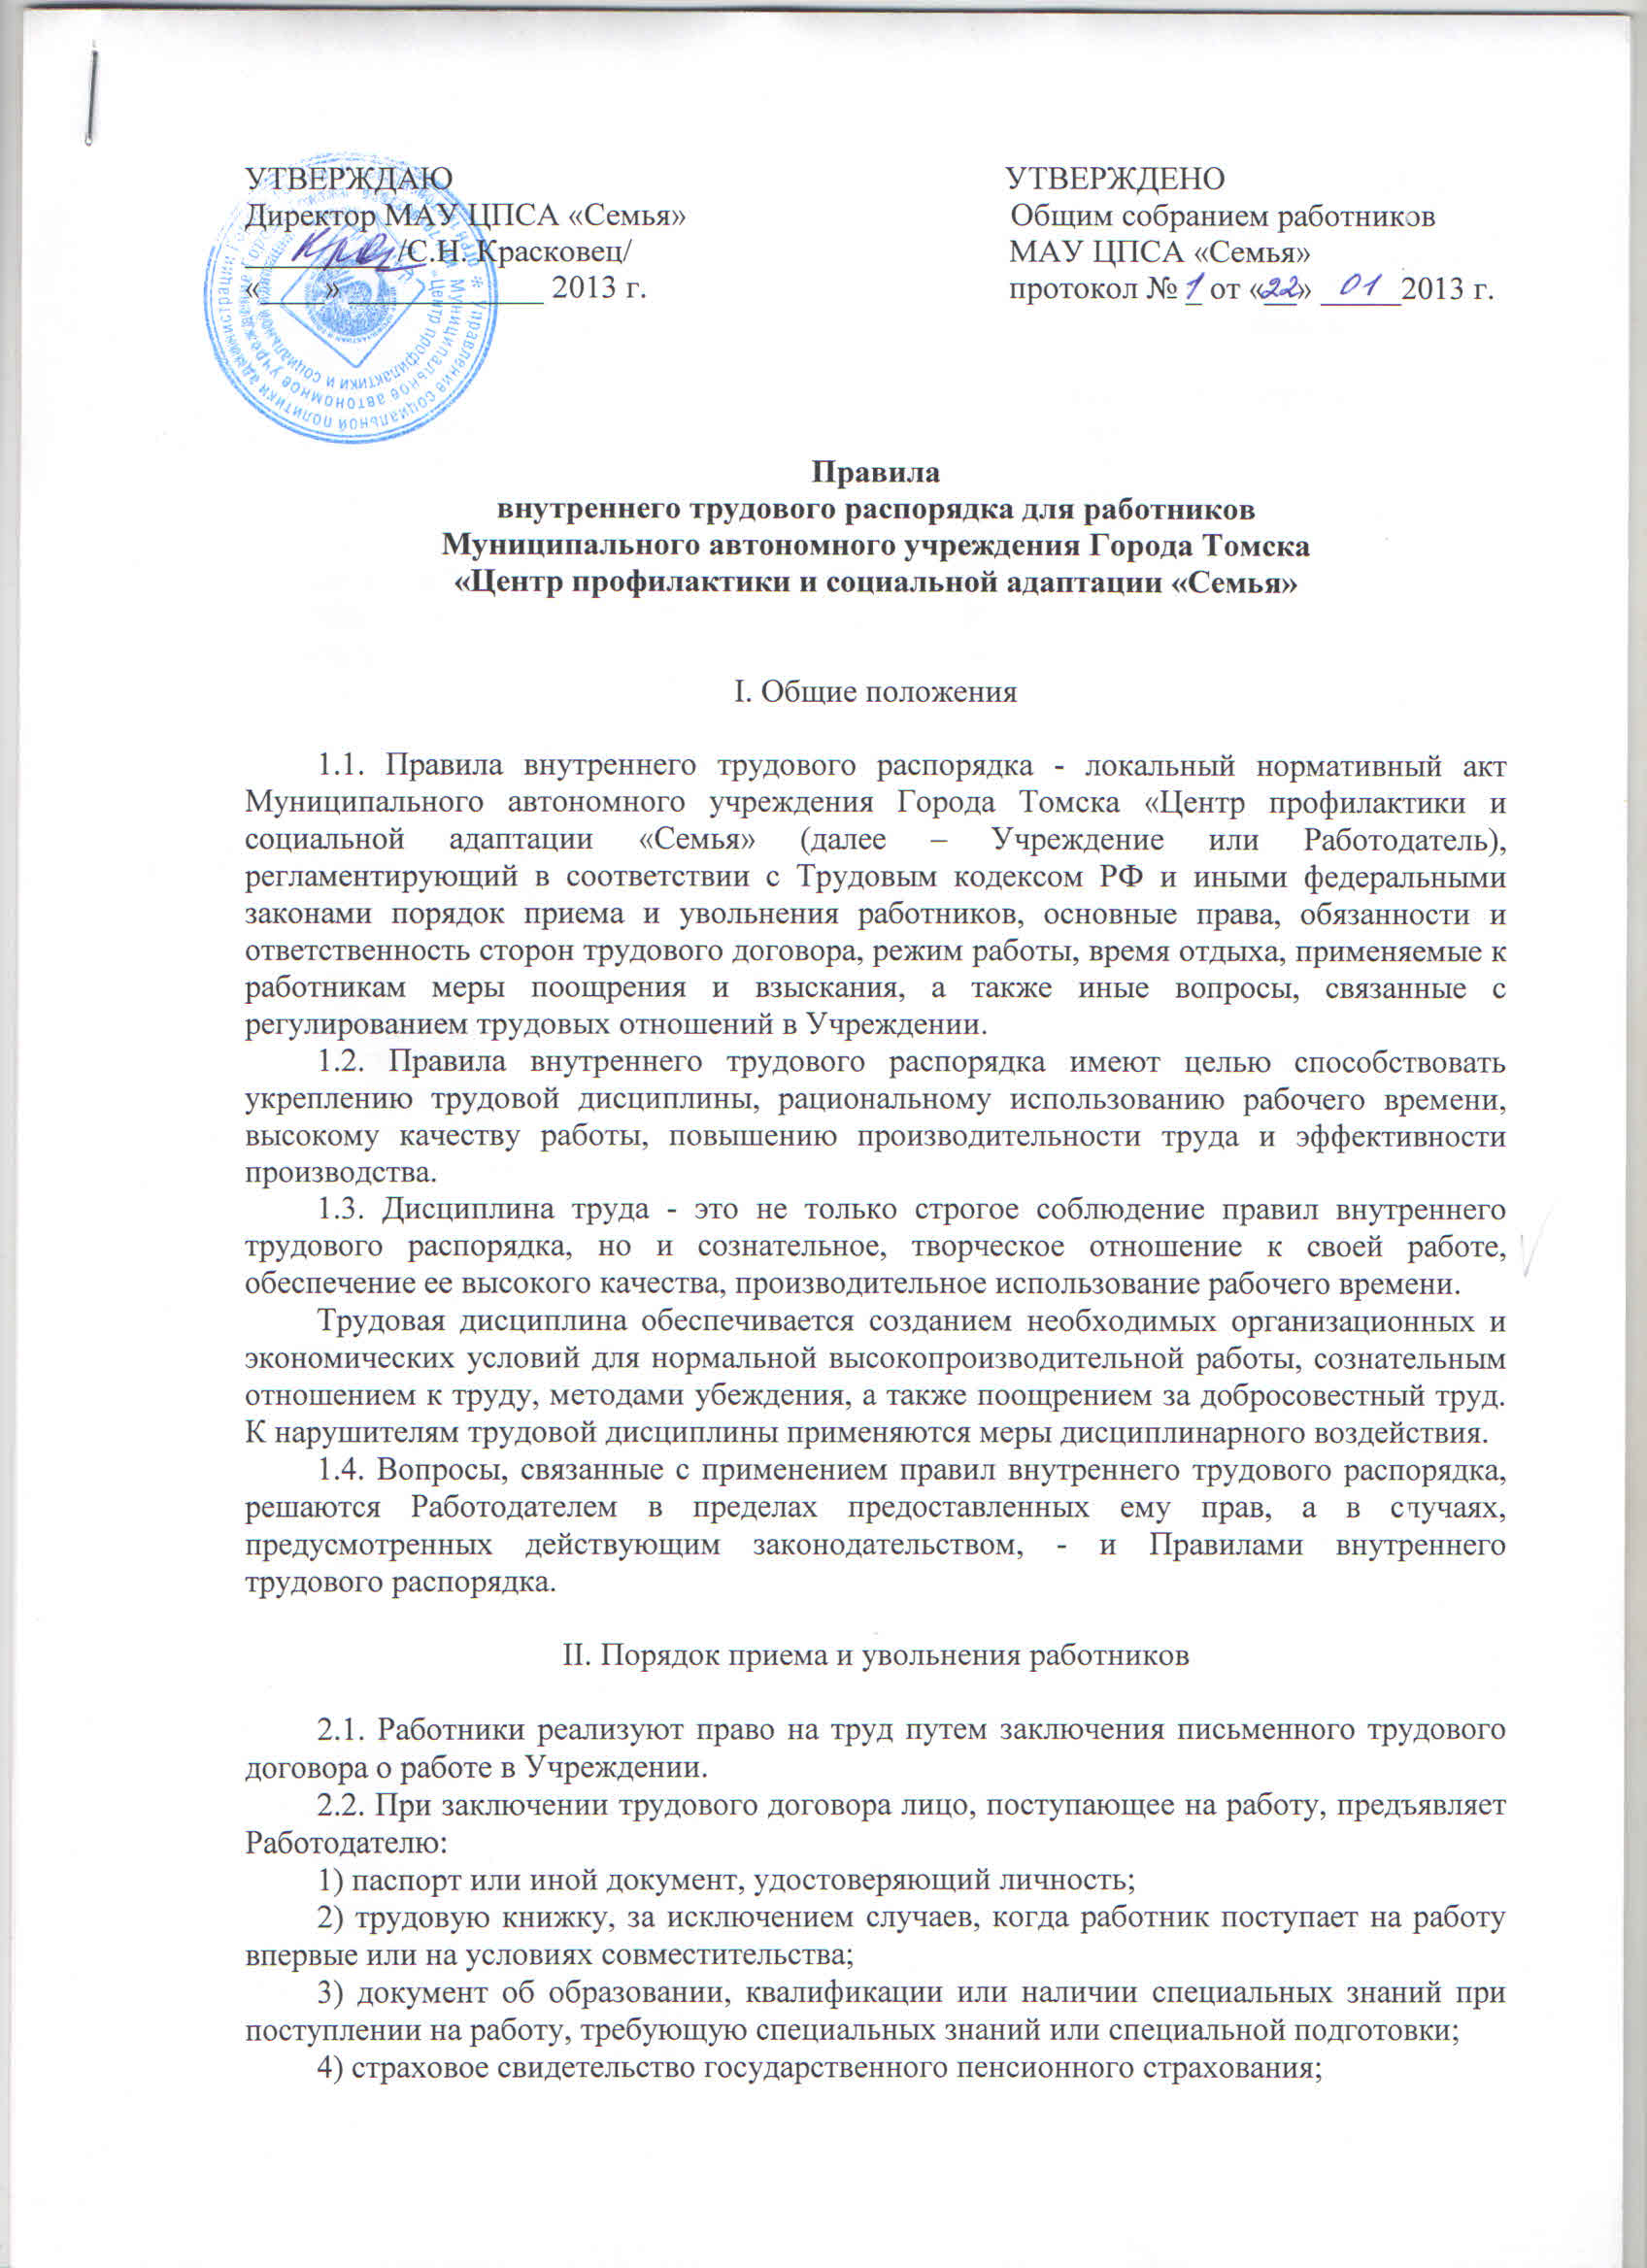 УТВЕРЖДАЮ
Директор МАУ ЦПСА «Семья»
_________/С.Н. Красковец/
«____» ____________ 2013 г.
УТВЕРЖДЕНО
Общим собранием работников
МАУ ЦПСА «Семья»
протокол № 1 от «22» 01 2013 г.
Правила
внутреннего трудового распорядка для работников
Муниципального автономного учреждения Города Томска
«Центр профилактики и социальной адаптации «Семья»
I. Общие положения
1.1. Правила внутреннего трудового распорядка - локальный нормативный акт
Муниципального автономного учреждения Города Томска «Центр профилактики и
социальной адаптации «Семья» (далее – Учреждение или Работодатель),
регламентирующий в соответствии с Трудовым кодексом РФ и иными федеральными
законами порядок приема и увольнения работников, основные права, обязанности и
ответственность сторон трудового договора, режим работы, время отдыха, применяемые к
работникам меры поощрения и взыскания, а также иные вопросы, связанные с
регулированием трудовых отношений в Учреждении.
1.2. Правила внутреннего трудового распорядка имеют целью способствовать
укреплению трудовой дисциплины, рациональному использованию рабочего времени,
высокому качеству работы, повышению производительности труда и эффективности
производства.
1.3. Дисциплина труда - это не только строгое соблюдение правил внутреннего
трудового распорядка, но и сознательное, творческое отношение к своей работе,
обеспечение ее высокого качества, производительное использование рабочего времени.
Трудовая дисциплина обеспечивается созданием необходимых организационных и
экономических условий для нормальной высокопроизводительной работы, сознательным
отношением к труду, методами убеждения, а также поощрением за добросовестный труд.
К нарушителям трудовой дисциплины применяются меры дисциплинарного воздействия.
1.4. Вопросы, связанные с применением правил внутреннего трудового распорядка,
решаются Работодателем в пределах предоставленных ему прав, а в случаях,
предусмотренных действующим законодательством, - и Правилами внутреннего
трудового распорядка.
II. Порядок приема и увольнения работников
2.1. Работники реализуют право на труд путем заключения письменного трудового
договора о работе в Учреждении.
2.2. При заключении трудового договора лицо, поступающее на работу, предъявляет
Работодателю:
1) паспорт или иной документ, удостоверяющий личность;
2) трудовую книжку, за исключением случаев, когда работник поступает на работу
впервые или на условиях совместительства;
3) документ об образовании, квалификации или наличии специальных знаний при
поступлении на работу, требующую специальных знаний или специальной подготовки;
4) страховое свидетельство государственного пенсионного страхования;